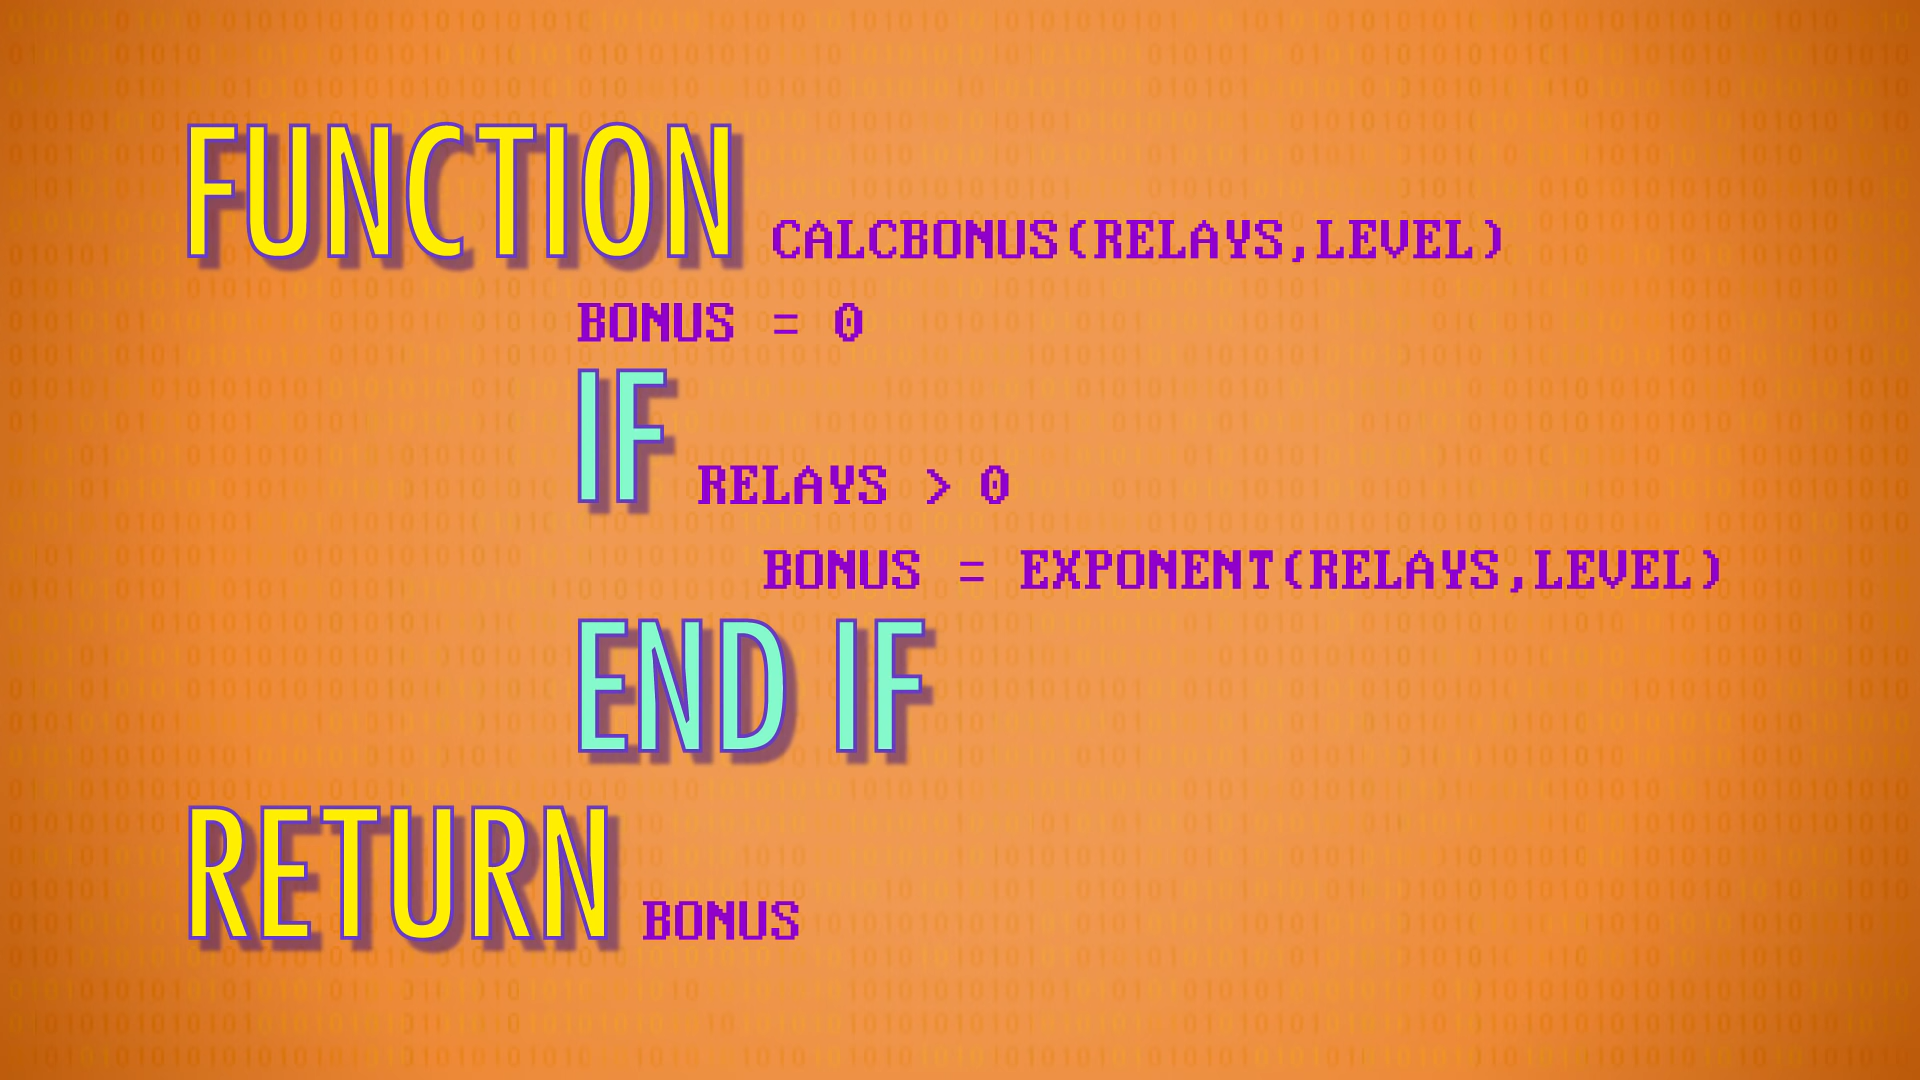 FUNCTION CALCBONUS(RELAYS,LEVEL)
BONUS = 0
IF RELAYS > 0
BONUS = EXPONENT(RELAYS,LEVEL)
END IF
RETURN BONUS